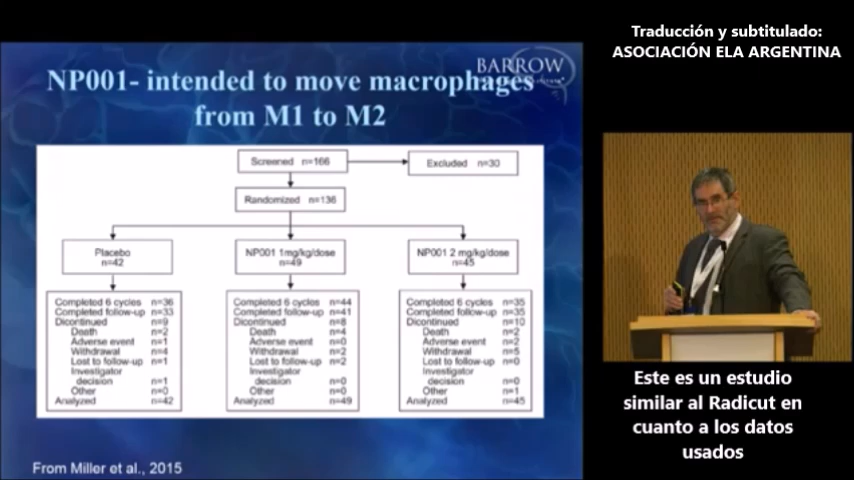 NP001- intended to move macrophages
from M1 to M2
BARROW
Screened n=166
Excluded n=30
Randomized n=136
Placebo
n=42
NP001 1mg/kg/dose
n=49
NP001 2 mg/kg/dose
n=45
Completed 6 cycles n=36
Completed follow-up n=33
Dicontinued n=9
Death n=2
Adverse event n=1
Withdrawal n=4
Lost to follow-up n=1
Investigator
decision n=1
Other n=0
Analyzed n=42
Completed 6 cycles n=44
Completed follow-up n=41
Dicontinued n=8
Death n=4
Adverse event n=0
Withdrawal n=2
Lost to follow-up n=2
Investigator
decision n=0
Other n=0
Analyzed n=49
Completed 6 cycles n=35
Completed follow-up n=35
Dicontinued n=10
Death n=2
Adverse event n=2
Withdrawal n=5
Lost to follow-up n=0
Investigator
decision n=0
Other n=1
Analyzed n=45
From Miller et al., 2015
Traducción y subtitulado:
ASOCIACIÓN ELA ARGENTINA
Este es un estudio
similar al Radicut en
cuanto a los datos
usados